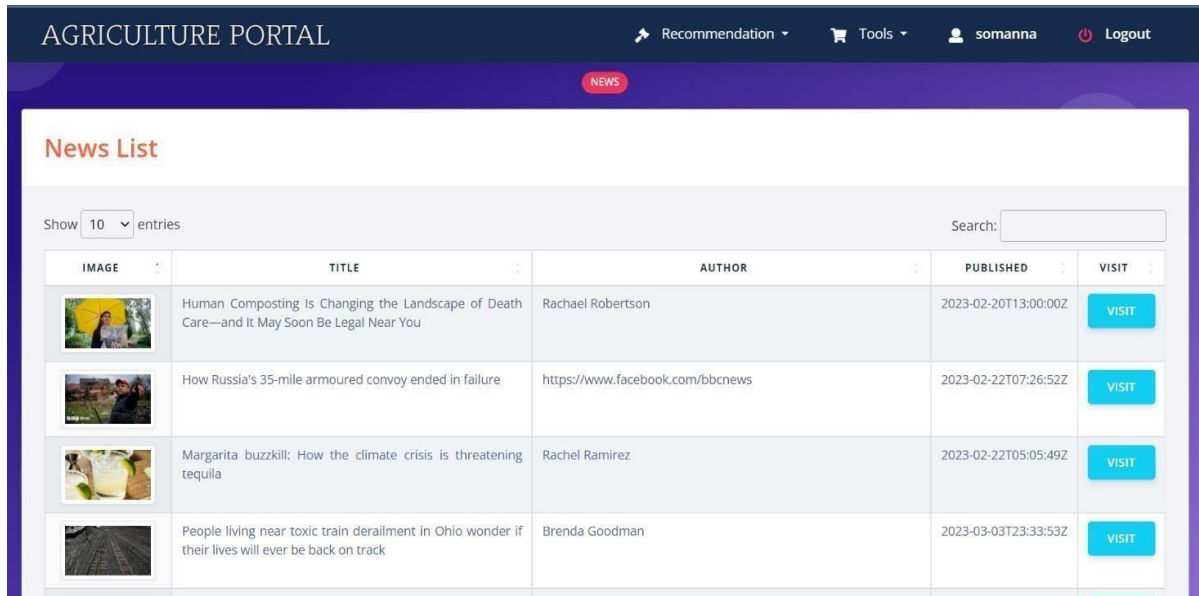 AGRICULTURE PORTAL
Recommendation
Tools
somanna
Logout
NEWS
News List
Show 10 entries
Search:
IMAGE TITLE AUTHOR PUBLISHED VISIT
Human Composting Is Changing the Landscape of Death Rachael Robertson 2023-02-20T13:00:00Z VISIT
Care—and It May Soon Be Legal Near You
How Russia's 35-mile armoured convoy ended in failure https://www.facebook.com/bbcnews 2023-02-22T07:26:52Z VISIT
Margarita buzzkill: How the climate crisis is threatening Rachel Ramirez 2023-02-22T05:05:49Z VISIT
tequila
People living near toxic train derailment in Ohio wonder if Brenda Goodman 2023-03-03T23:33:53Z VISIT
their lives will ever be back on track